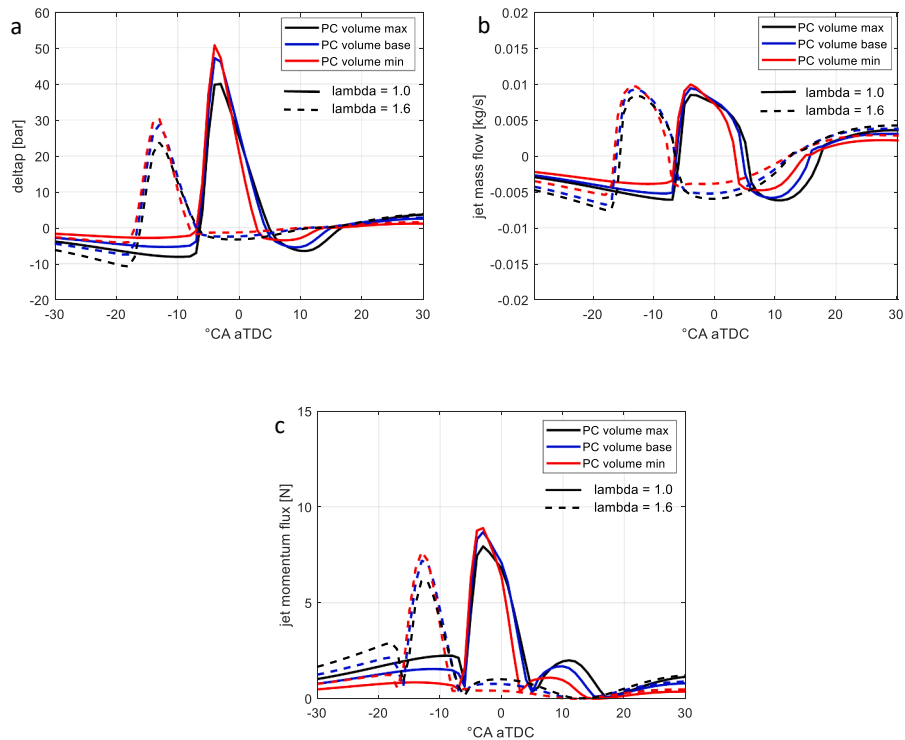 a
deltap [bar]
60
50
40
30
20
10
0
-10
-20
-30
-20
-10
0
10
20
30
°CA aTDC
PC volume max
PC volume base
PC volume min
lambda = 1.0
lambda = 1.6
b
jet mass flow [kg/s]
0.02
0.015
0.010
0.005
0
-0.005
-0.01
-0.015
-0.02
-20
-10
0
10
20
30
°CA aTDC
PC volume max
PC volume base
PC volume min
lambda = 1.0
lambda = 1.6
c
jet momentum flux [N]
15
10
5
0
-30
-20
-10
0
10
20
30
°CA aTDC
PC volume max
PC volume base
PC volume min
lambda = 1.0
lambda = 1.6